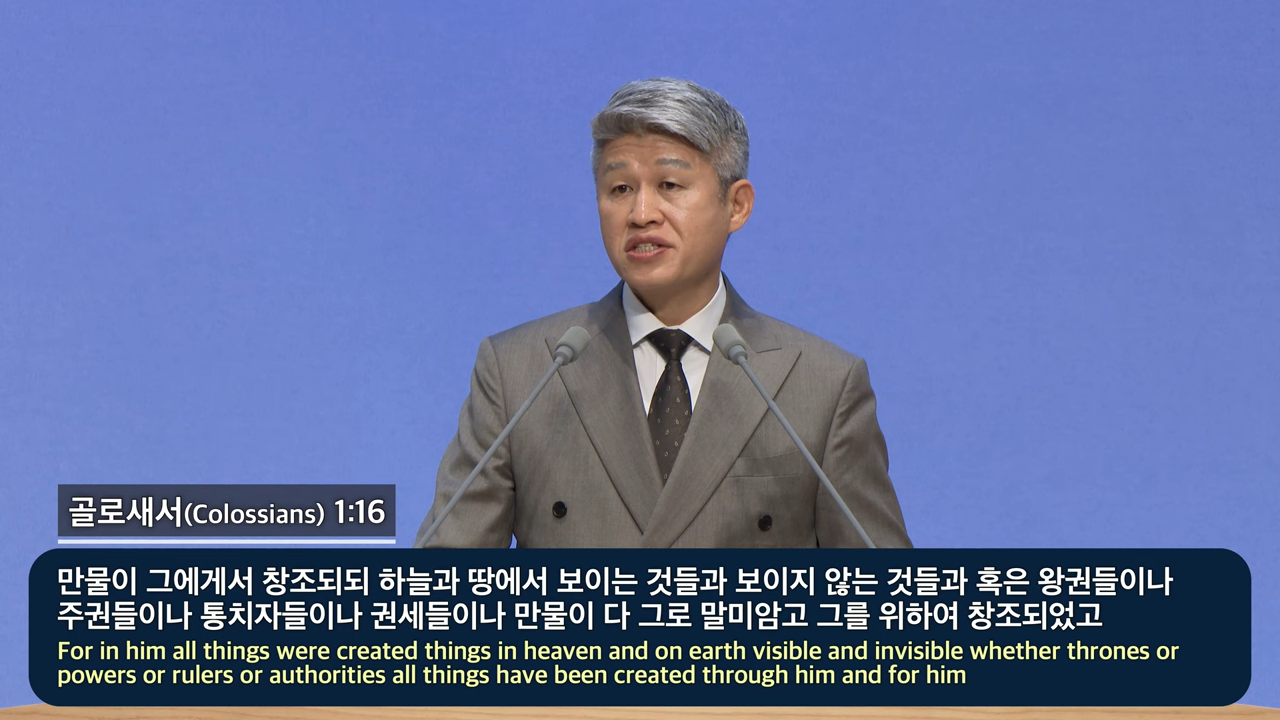 골로새서(Colossians) 1:16
만물이 그에게서 창조되되 하늘과 땅에서 보이는 것들과 보이지 않는 것들과 혹은 왕권들이나
주권들이나 통치자들이나 권세들이나 만물이 다 그로 말미암고 그를 위하여 창조되었고
For in him all things were created things in heaven and on earth visible and invisible whether thrones or
powers or rulers or authorities all things have been created through him and for him